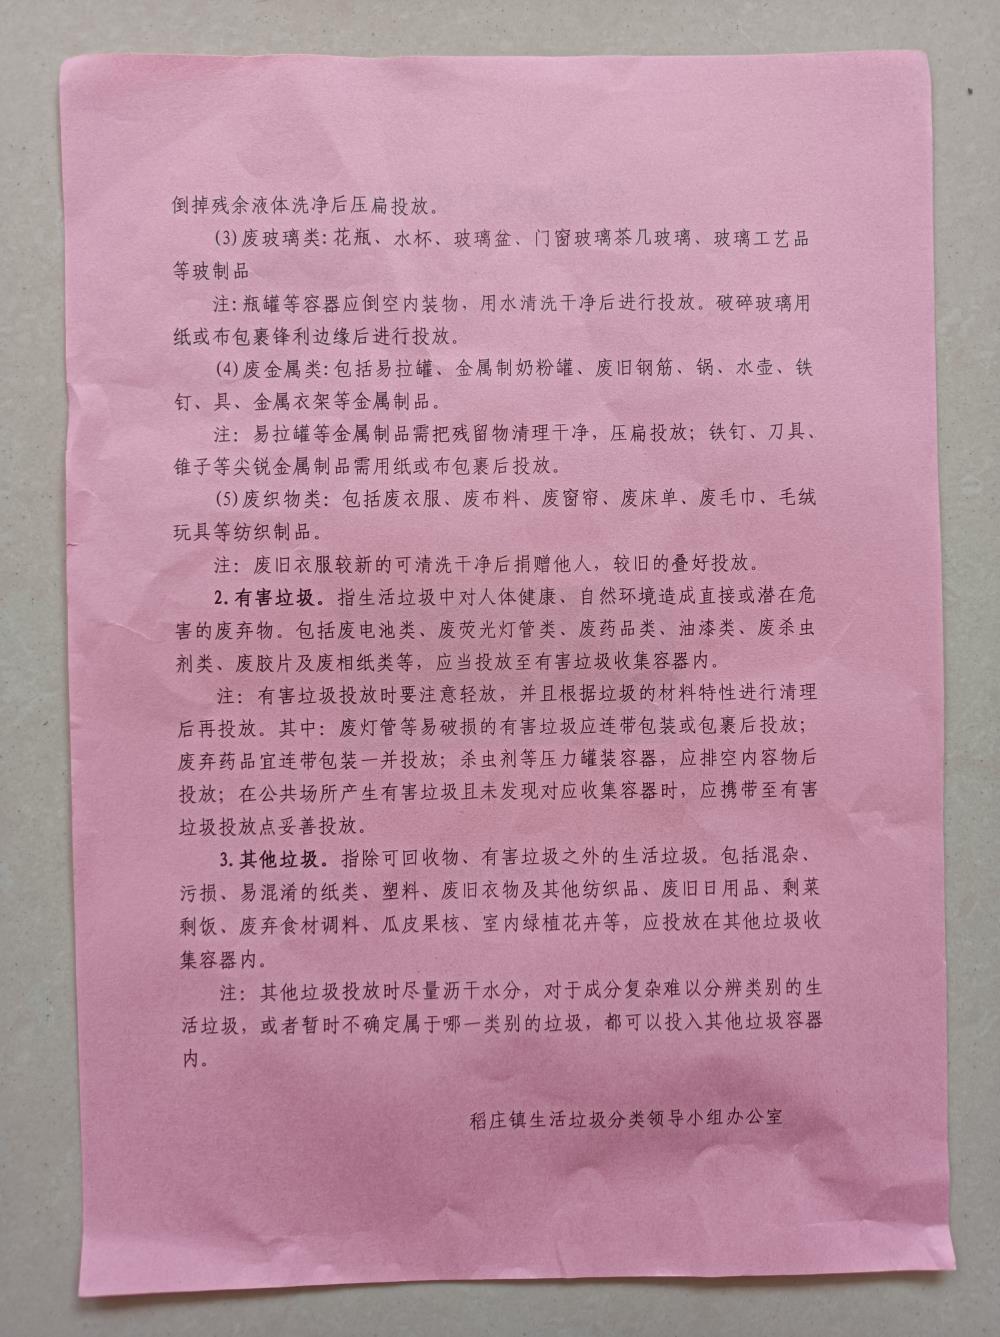 倒掉残余液体洗净后压扁投放。
(3)废玻璃类:花瓶、水杯、玻璃盆、门窗玻璃茶几玻璃、玻璃工艺品
等玻制品
注:瓶罐等容器应倒空内装物，用水清洗干净后进行投放。破碎玻璃用
纸或布包裹锋利边缘后进行投放。
(4)废金属类:包括易拉罐、金属制奶粉罐、废旧钢筋、锅、水壶、铁
钉、具、金属衣架等金属制品。
注：易拉罐等金属制品需把残留物清理干净，压扁投放；铁钉、刀具、
锥子等尖锐金属制品需用纸或布包裹后投放。
(5)废织物类：包括废衣服、废布料、废窗帘、废床单、废毛巾、毛绒
玩具等纺织制品。
注：废旧衣服较新的可清洗干净后捐赠他人，较旧的叠好投放。
2.有害垃圾。指生活垃圾中对人体健康、自然环境造成直接或潜在危
害的废弃物。包括废电池类、废荧光灯管类、废药品类、油漆类、废杀虫
剂类、废胶片及废相纸类等，应当投放至有害垃圾收集容器内。
注：有害垃圾投放时要注意轻放，并且根据垃圾的材料特性进行清理
后再投放。其中：废灯管等易破损的有害垃圾应连带包装或包裹后投放；
废弃药品宜连带包装一并投放；杀虫剂等压力罐装容器，应排空内容物后
投放；在公共场所产生有害垃圾且未发现对应收集容器时，应携带至有害
垃圾投放点妥善投放。
3.其他垃圾。指除可回收物、有害垃圾之外的生活垃圾。包括混杂、
污损、易混淆的纸类、塑料、废旧衣物及其他纺织品、废旧日用品、剩菜
剩饭、废弃食材调料、瓜皮果核、室内绿植花卉等，应投放在其他垃圾收
集容器内。
注：其他垃圾投放时尽量沥干水分，对于成分复杂难以分辨类别的生
活垃圾，或者暂时不确定属于哪一类别的垃圾，都可以投入其他垃圾容器
内。
稻庄镇生活垃圾分类领导小组办公室